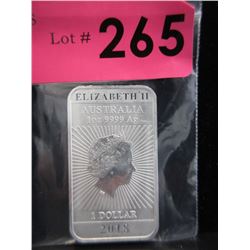 Lot # 265
ELIZABETH II
AUSTRALIA
1oz 9999 Ag
1 DOLLAR
2018